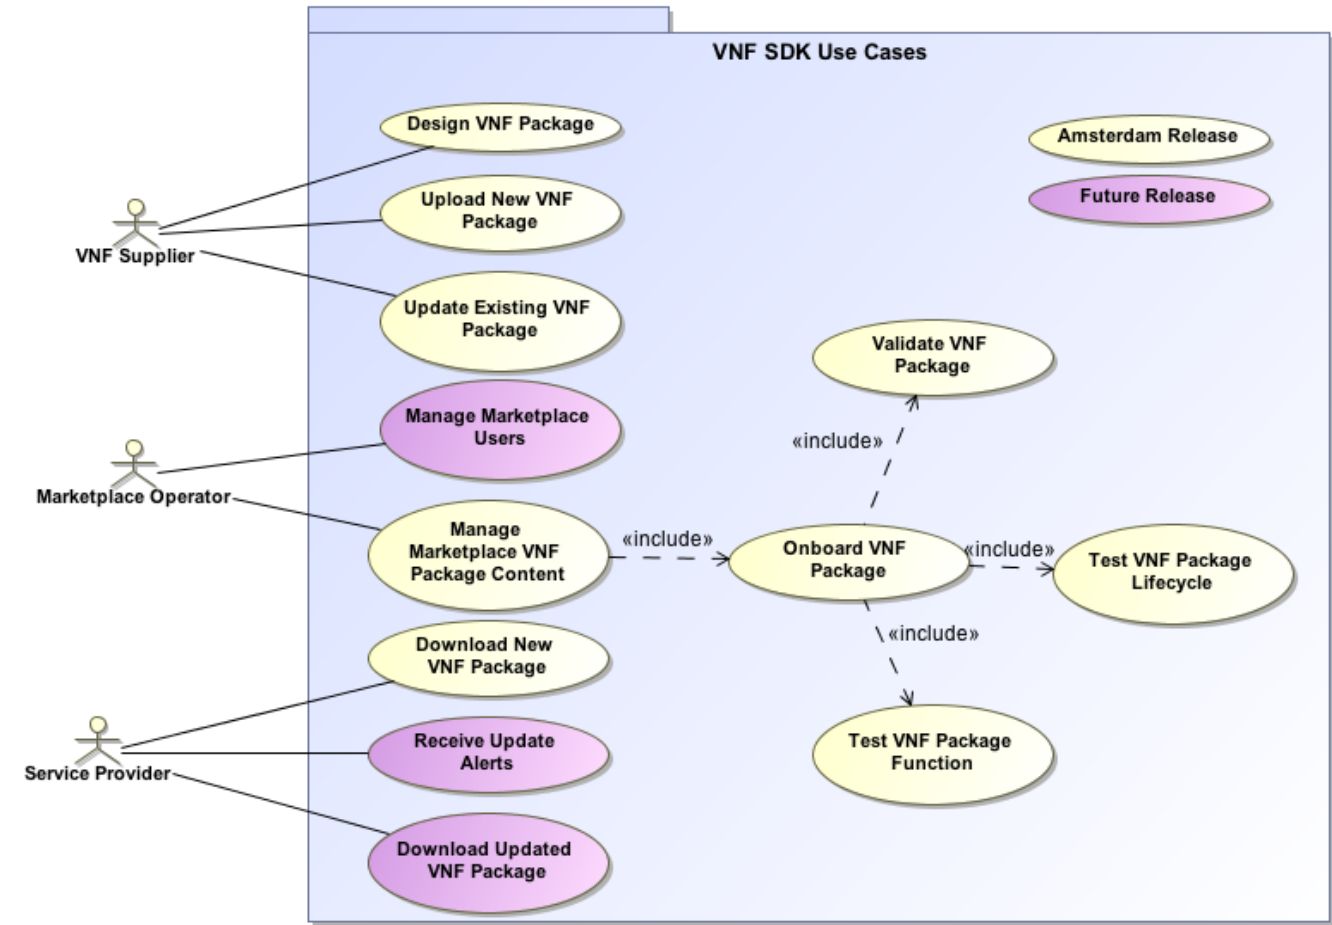 VNF SDK Use Cases
Design VNF Package
Amsterdam Release
Upload New VNF
Package
Future Release
VNF Supplier
Update Existing VNF
Package
Validate VNF
Package
Manage Marketplace
Users
«include»
Marketplace Operator
Manage
Marketplace VNF
Package Content
«include»
Onboard VNF
Package
«include»
Test VNF Package
Lifecycle
Download New
VNF Package
«include»
Service Provider
Receive Update
Alerts
Test VNF Package
Function
Download Updated
VNF Package